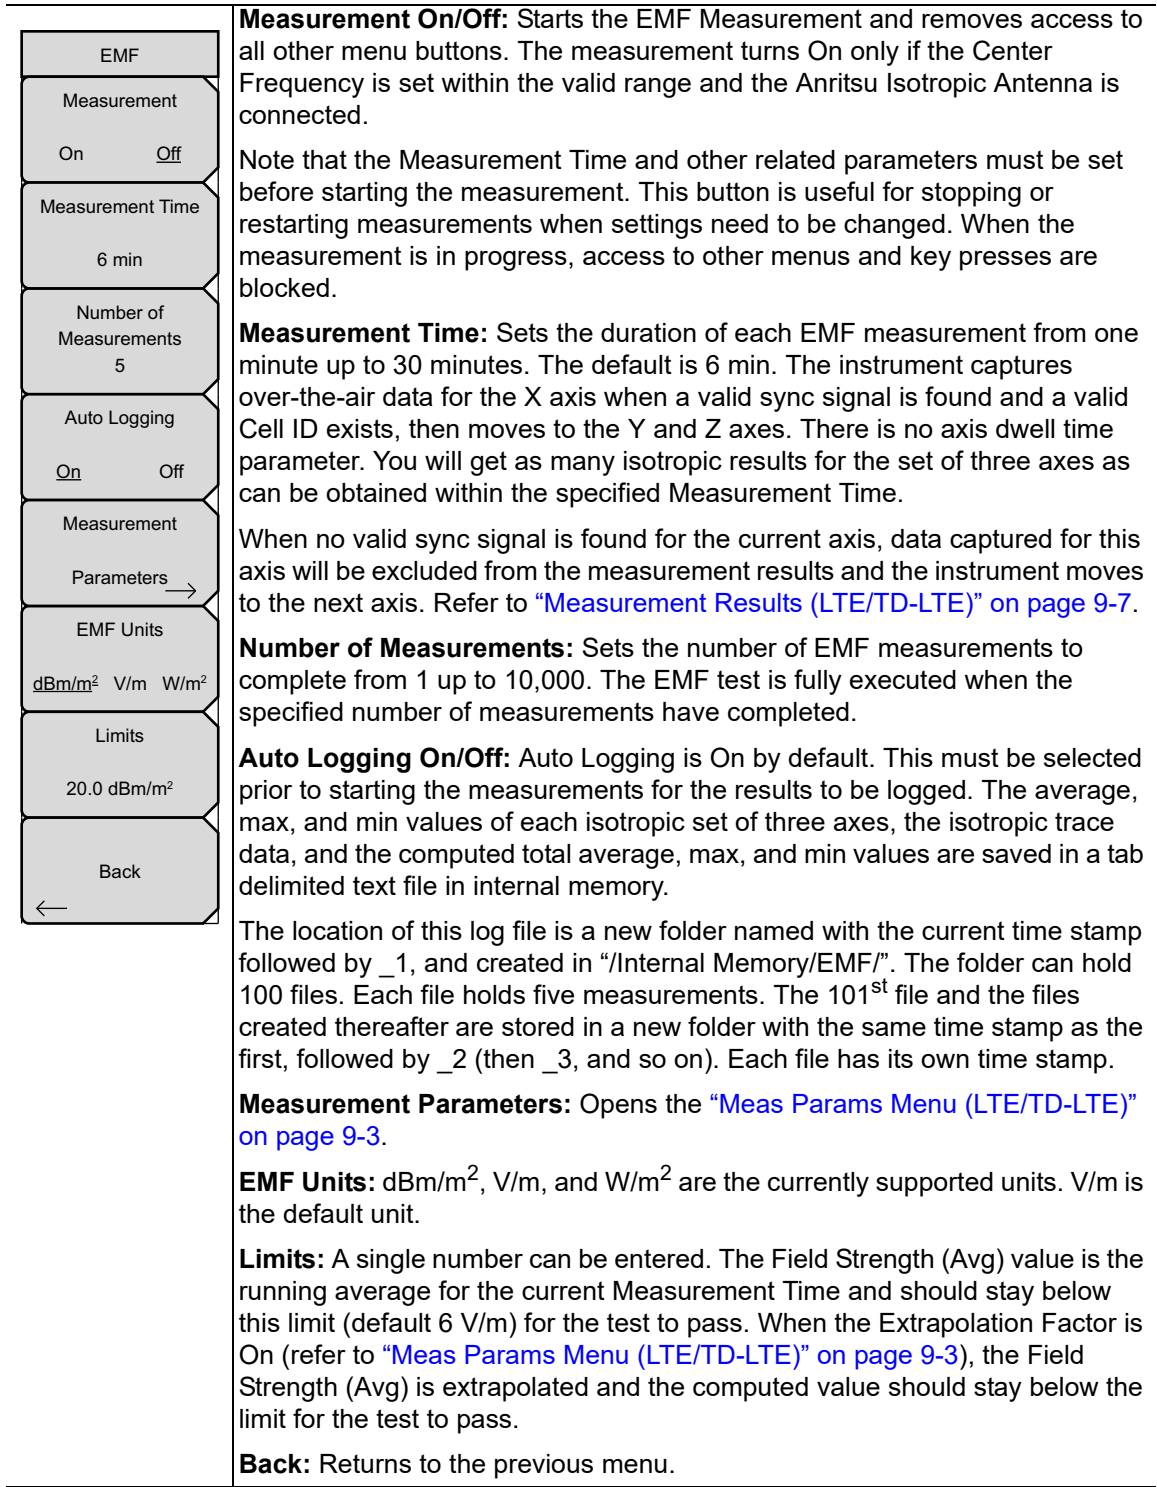 EMF
Measurement
On Off
Measurement Time
6 min
Number of
Measurements
5
Auto Logging
On Off
Measurement
Parameters
EMF Units
dBm/m² V/m W/m²
Limits
20.0 dBm/m²
Back
Measurement On/Off: Starts the EMF Measurement and removes access to
all other menu buttons. The measurement turns On only if the Center
Frequency is set within the valid range and the Anritsu Isotropic Antenna is
connected.
Note that the Measurement Time and other related parameters must be set
before starting the measurement. This button is useful for stopping or
restarting measurements when settings need to be changed. When the
measurement is in progress, access to other menus and key presses are
blocked.
Measurement Time: Sets the duration of each EMF measurement from one
minute up to 30 minutes. The default is 6 min. The instrument captures
over-the-air data for the X axis when a valid sync signal is found and a valid
Cell ID exists, then moves to the Y and Z axes. There is no axis dwell time
parameter. You will get as many isotropic results for the set of three axes as
can be obtained within the specified Measurement Time.
When no valid sync signal is found for the current axis, data captured for this
axis will be excluded from the measurement results and the instrument moves
to the next axis. Refer to “Measurement Results (LTE/TD-LTE)” on page 9-7.
Number of Measurements: Sets the number of EMF measurements to
complete from 1 up to 10,000. The EMF test is fully executed when the
specified number of measurements have completed.
Auto Logging On/Off: Auto Logging is On by default. This must be selected
prior to starting the measurements for the results to be logged. The average,
max, and min values of each isotropic set of three axes, the isotropic trace
data, and the computed total average, max, and min values are saved in a tab
delimited text file in internal memory.
The location of this log file is a new folder named with the current time stamp
followed by _1, and created in “/Internal Memory/EMF/”. The folder can hold
100 files. Each file holds five measurements. The 101st file and the files
created thereafter are stored in a new folder with the same time stamp as the
first, followed by _2 (then _3, and so on). Each file has its own time stamp.
Measurement Parameters: Opens the “Meas Params Menu (LTE/TD-LTE)”
on page 9-3.
EMF Units: dBm/m², V/m, and W/m² are the currently supported units. V/m is
the default unit.
Limits: A single number can be entered. The Field Strength (Avg) value is the
running average for the current Measurement Time and should stay below
this limit (default 6 V/m) for the test to pass. When the Extrapolation Factor is
On (refer to “Meas Params Menu (LTE/TD-LTE)” on page 9-3), the Field
Strength (Avg) is extrapolated and the computed value should stay below the
limit for the test to pass.
Back: Returns to the previous menu.